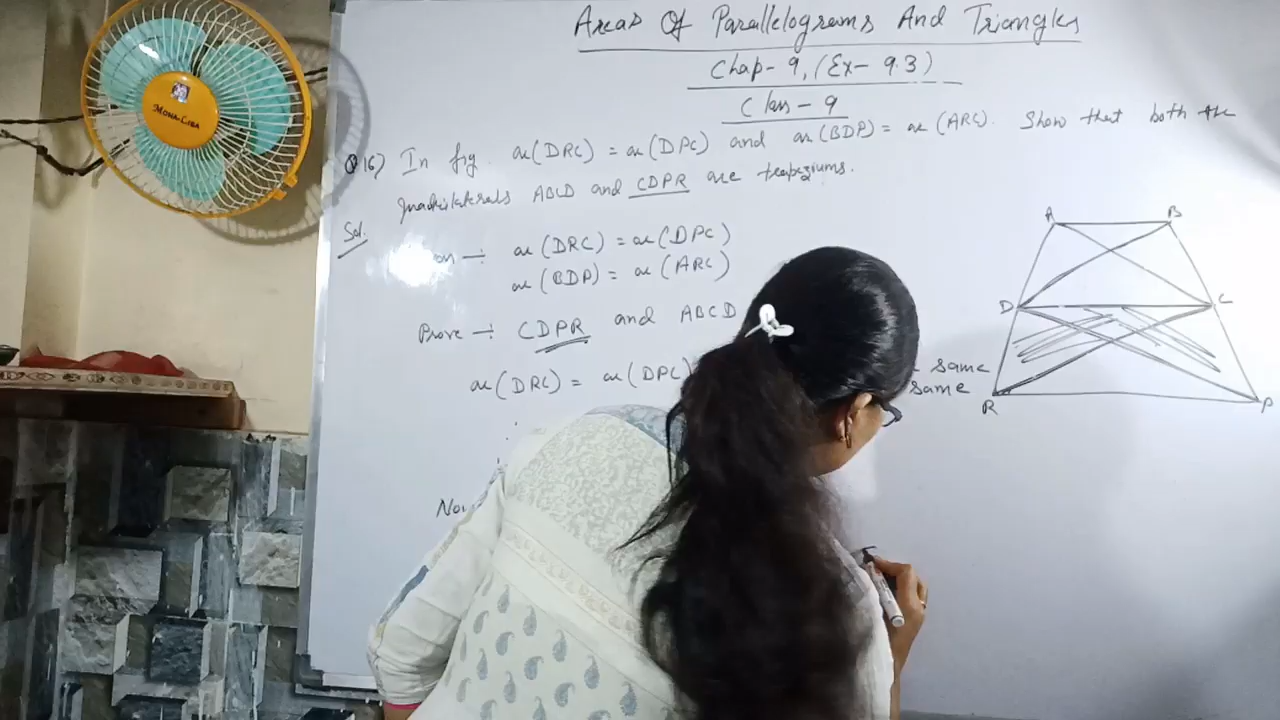 Areas Of Parallelograms And Triangles
Chap-9, (Ex-9.3)
Class-9
Q16) In fig. ar(DRC) = ar(DPC) and ar(BDP) = ar(ARC). Show that both the
quadrilaterals ABCD and CDPR are trapeziums.
Sol.
ar(DRC) = ar(DPC)
ar(BDP) = ar(ARC)
Prove ÷ CDPR and ABCD
ar(DRC) = ar(DPC)
same
same
A B
D C
R P
MONA-CIBA